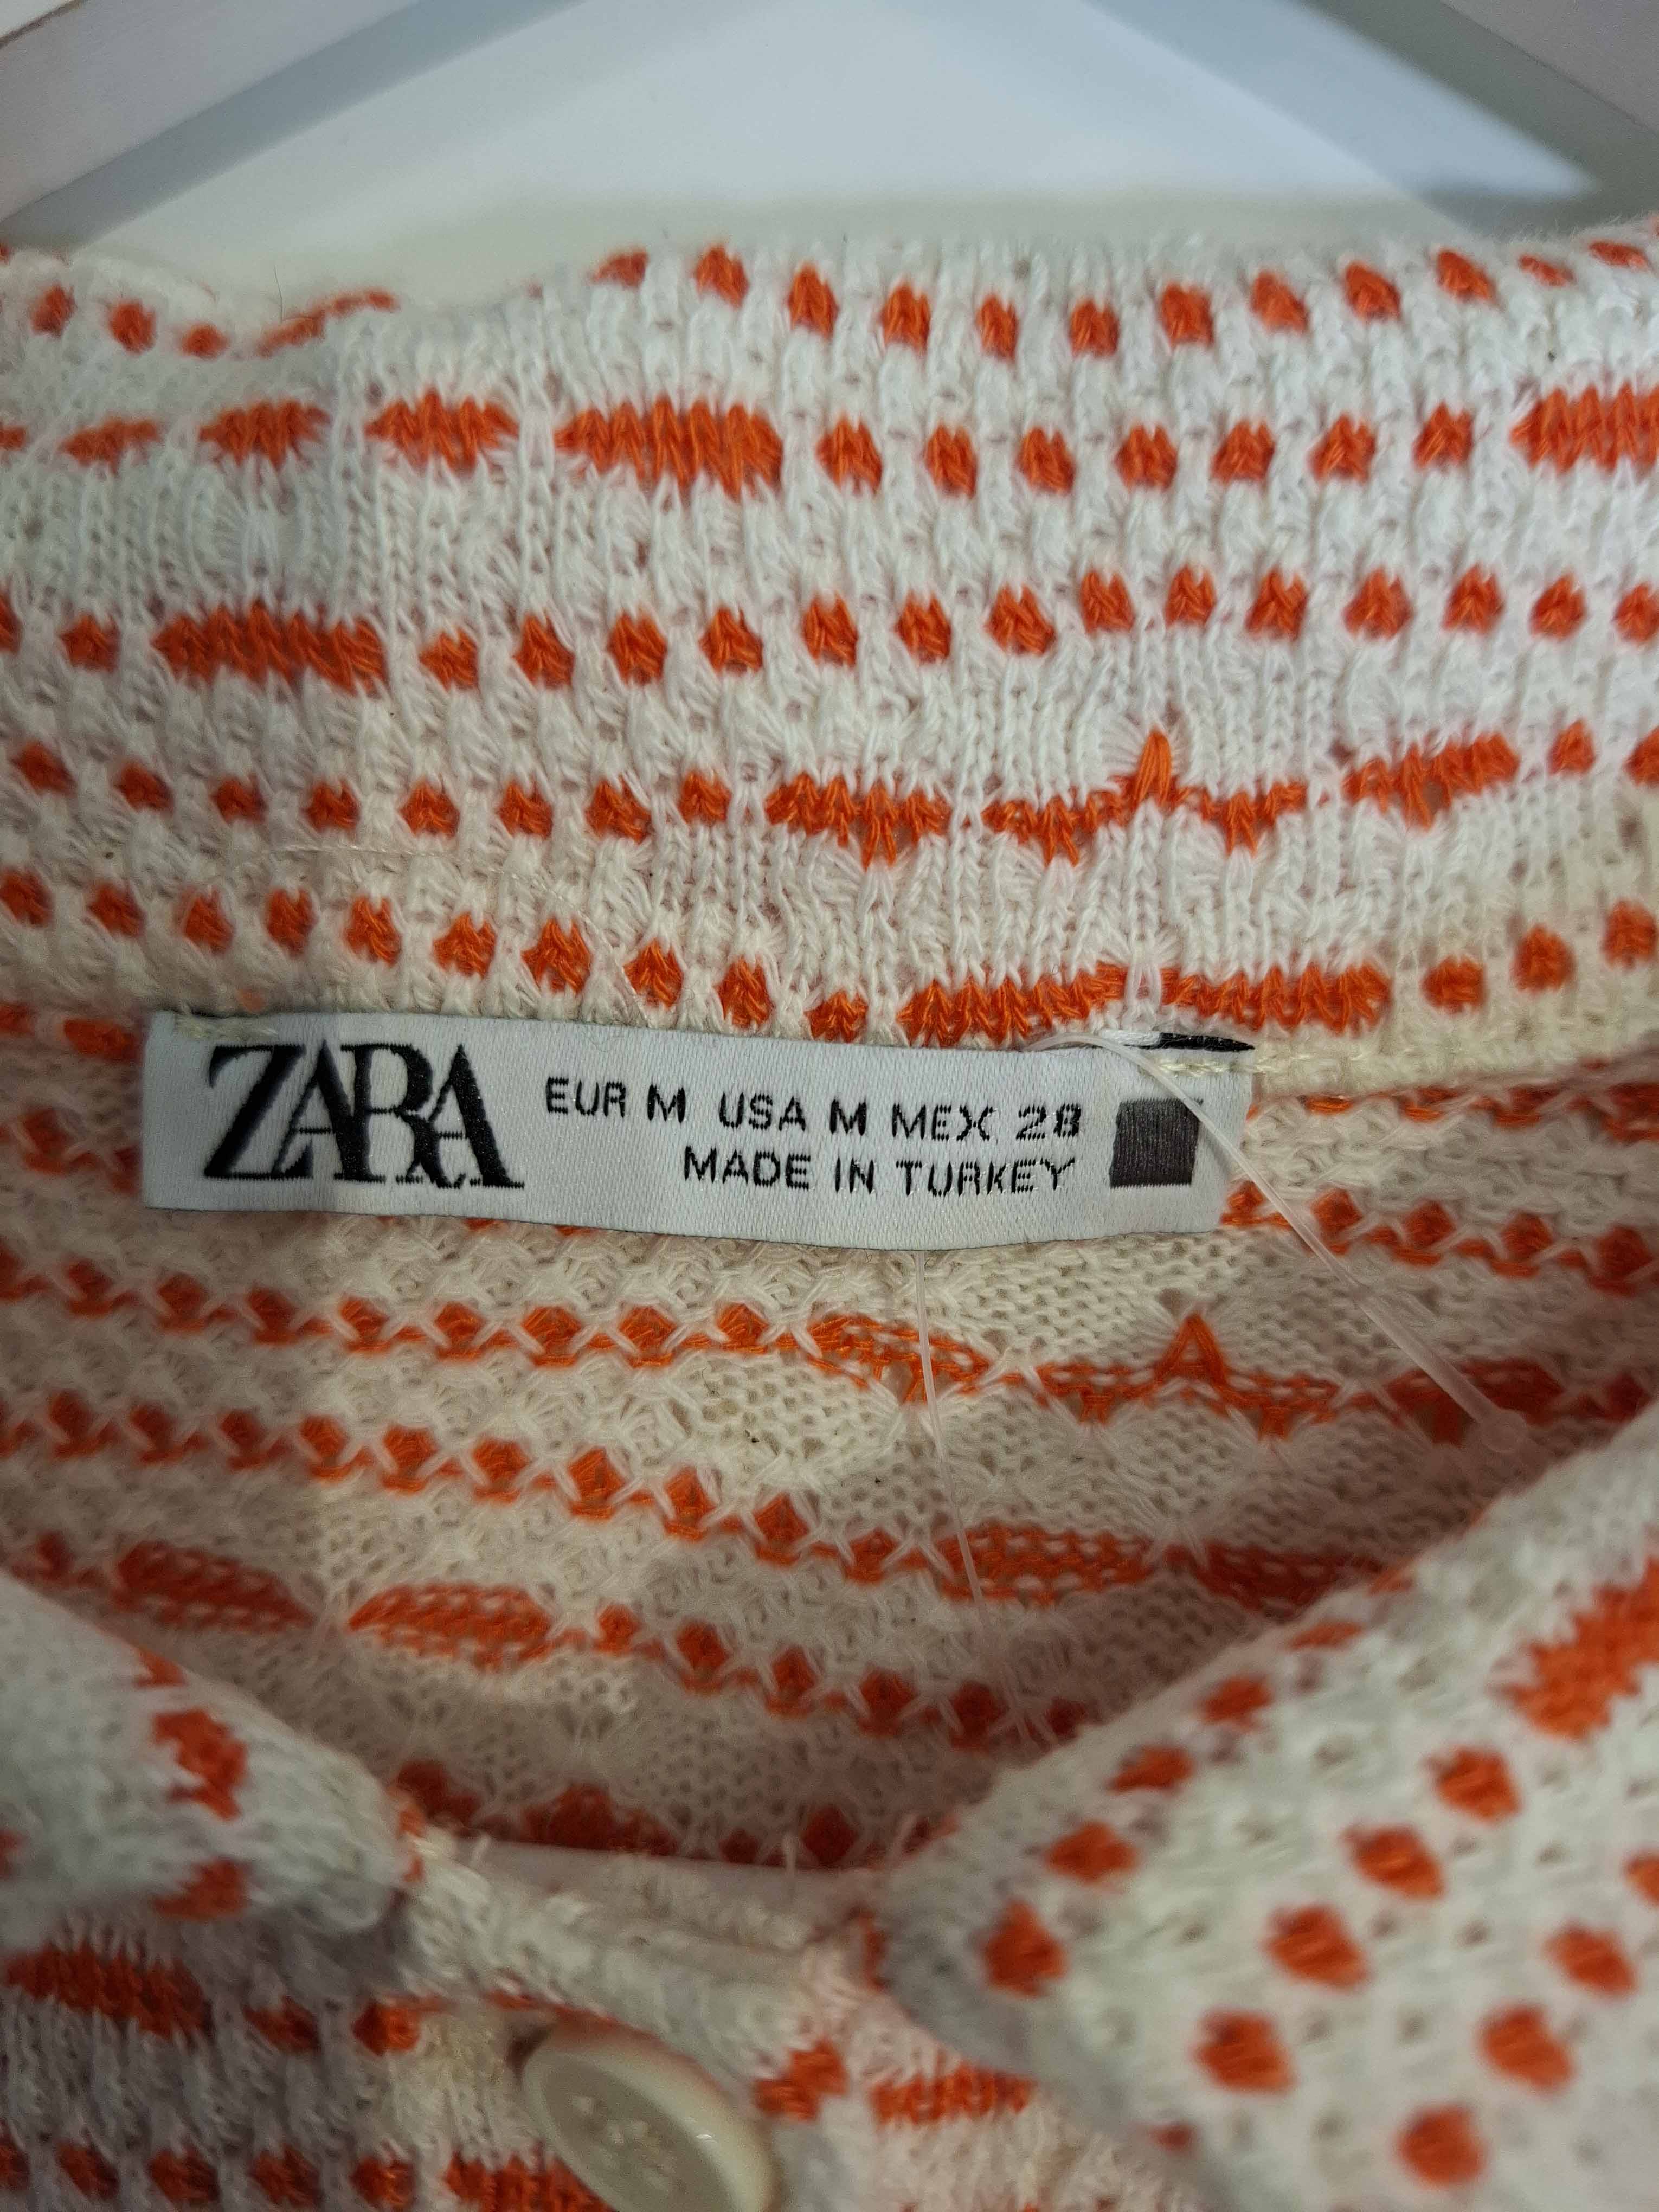 ZARA
EUR M USA M MEX 28
MADE IN TURKEY